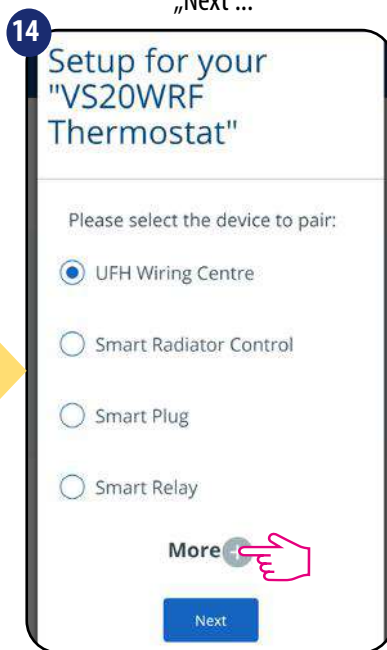 „Next ...
14
Setup for your
"VS20WRF
Thermostat"
Please select the device to pair:
UFH Wiring Centre
Smart Radiator Control
Smart Plug
Smart Relay
More +
Next